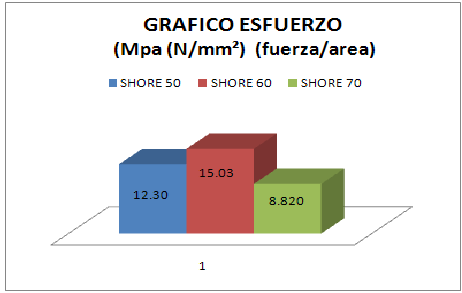 GRAFICO ESFUERZO
(Mpa (N/mm²) (fuerza/area)
SHORE 50 SHORE 60 SHORE 70
12.30 15.03 8.820
1